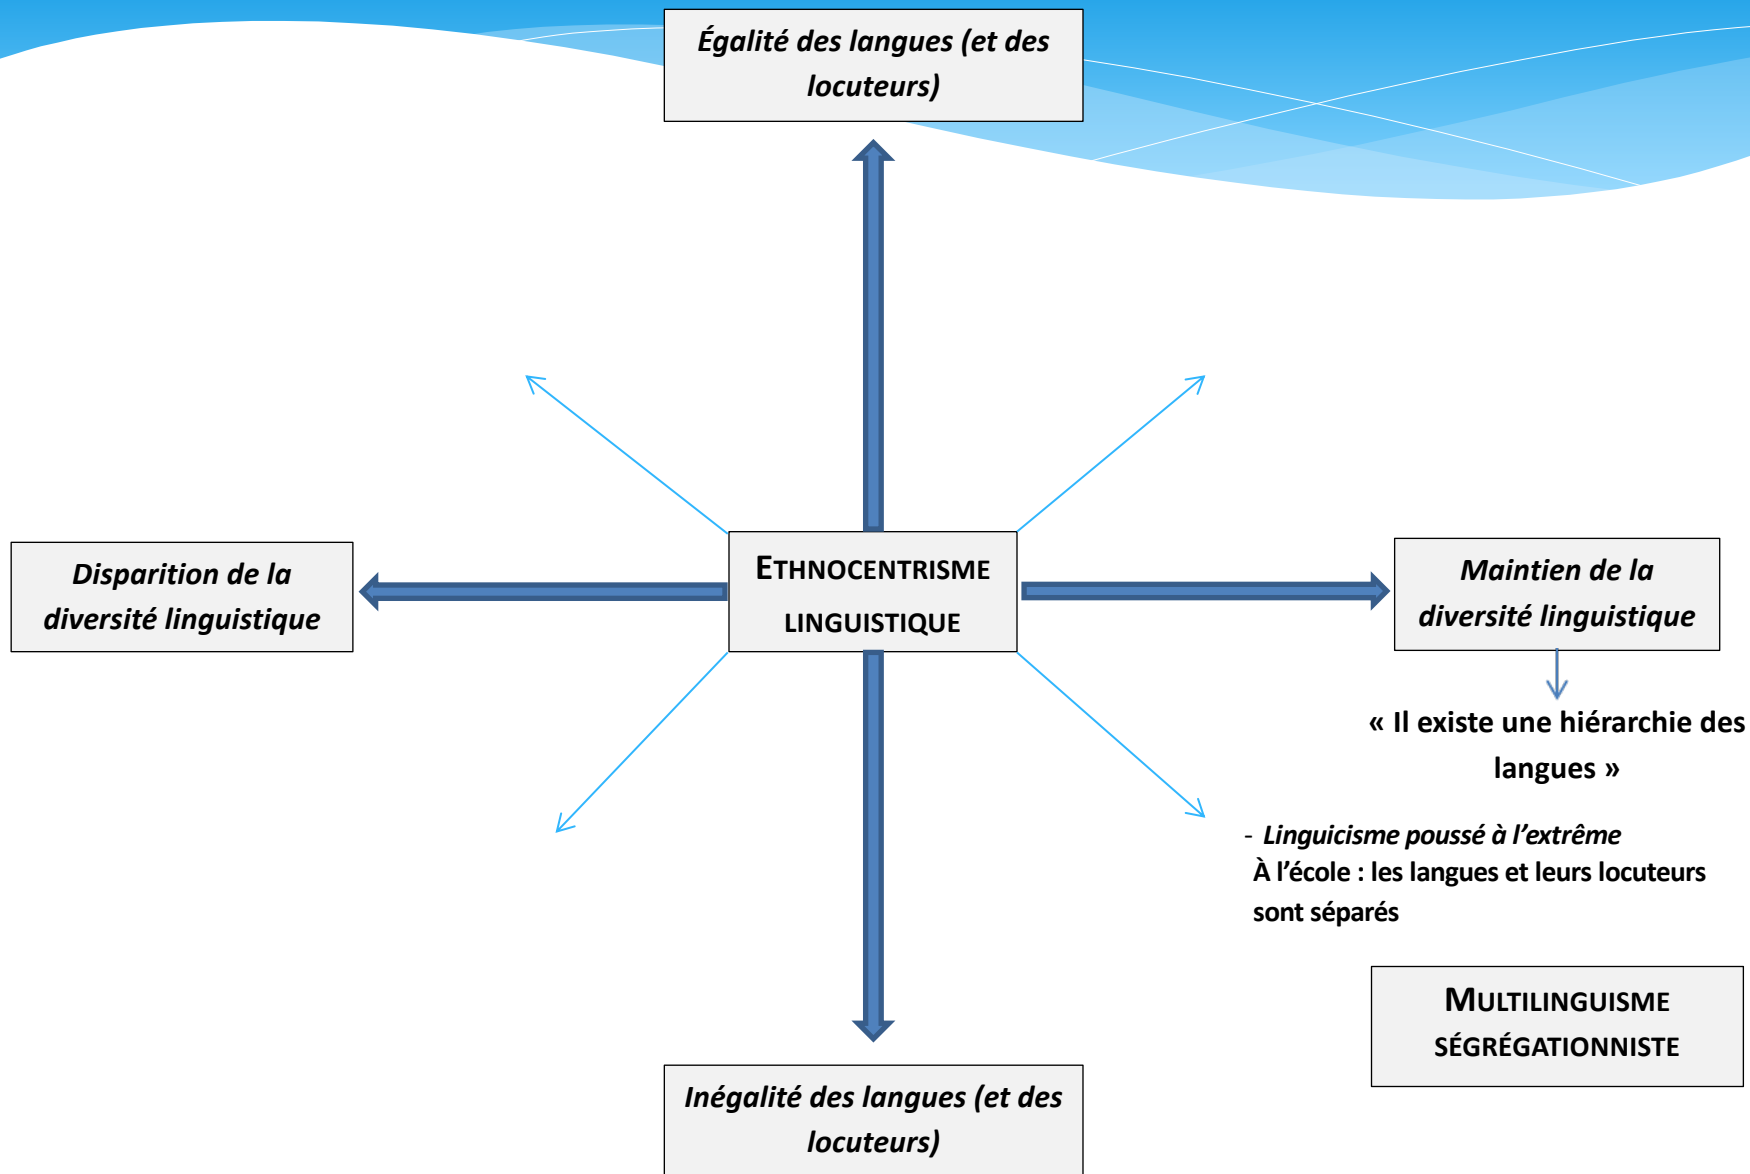 Égalité des langues (et des
locuteurs)
Disparition de la
diversité linguistique
ETHNOCENTRISME
LINGUISTIQUE
Maintien de la
diversité linguistique
« Il existe une hiérarchie des
langues »
- Linguicisme poussé à l’extrême
À l’école : les langues et leurs locuteurs
sont séparés
MULTILINGUISME
SÉGRÉGATIONNISTE
Inégalité des langues (et des
locuteurs)